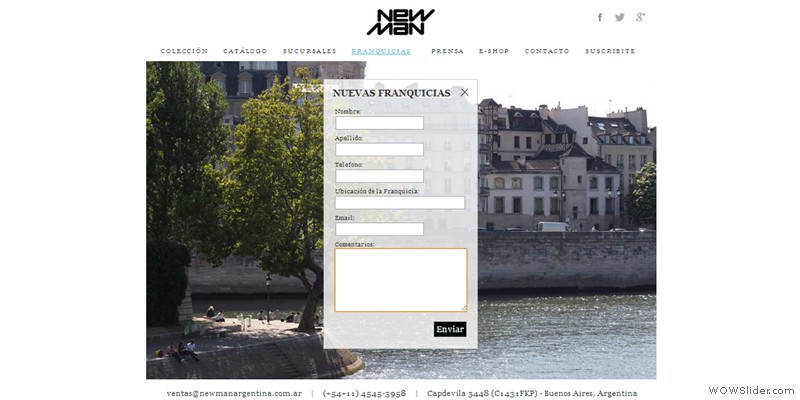 NEW MAN
COLECCIÓN CATÁLOGO SUCURSALES FRANQUICIAS PRENSA E-SHOP CONTACTO SUSCRIBITE
NUEVAS FRANQUICIAS
Nombre:
Apellido:
Telefono:
Ubicación de la Franquicia:
Email:
Comentarios:
Enviar
ventas@newmanargentina.com.ar | (+54+11) 4545-3958 | Capdevila 3448 (C1431FKP) - Buenos Aires, Argentina
WOWSlider.com